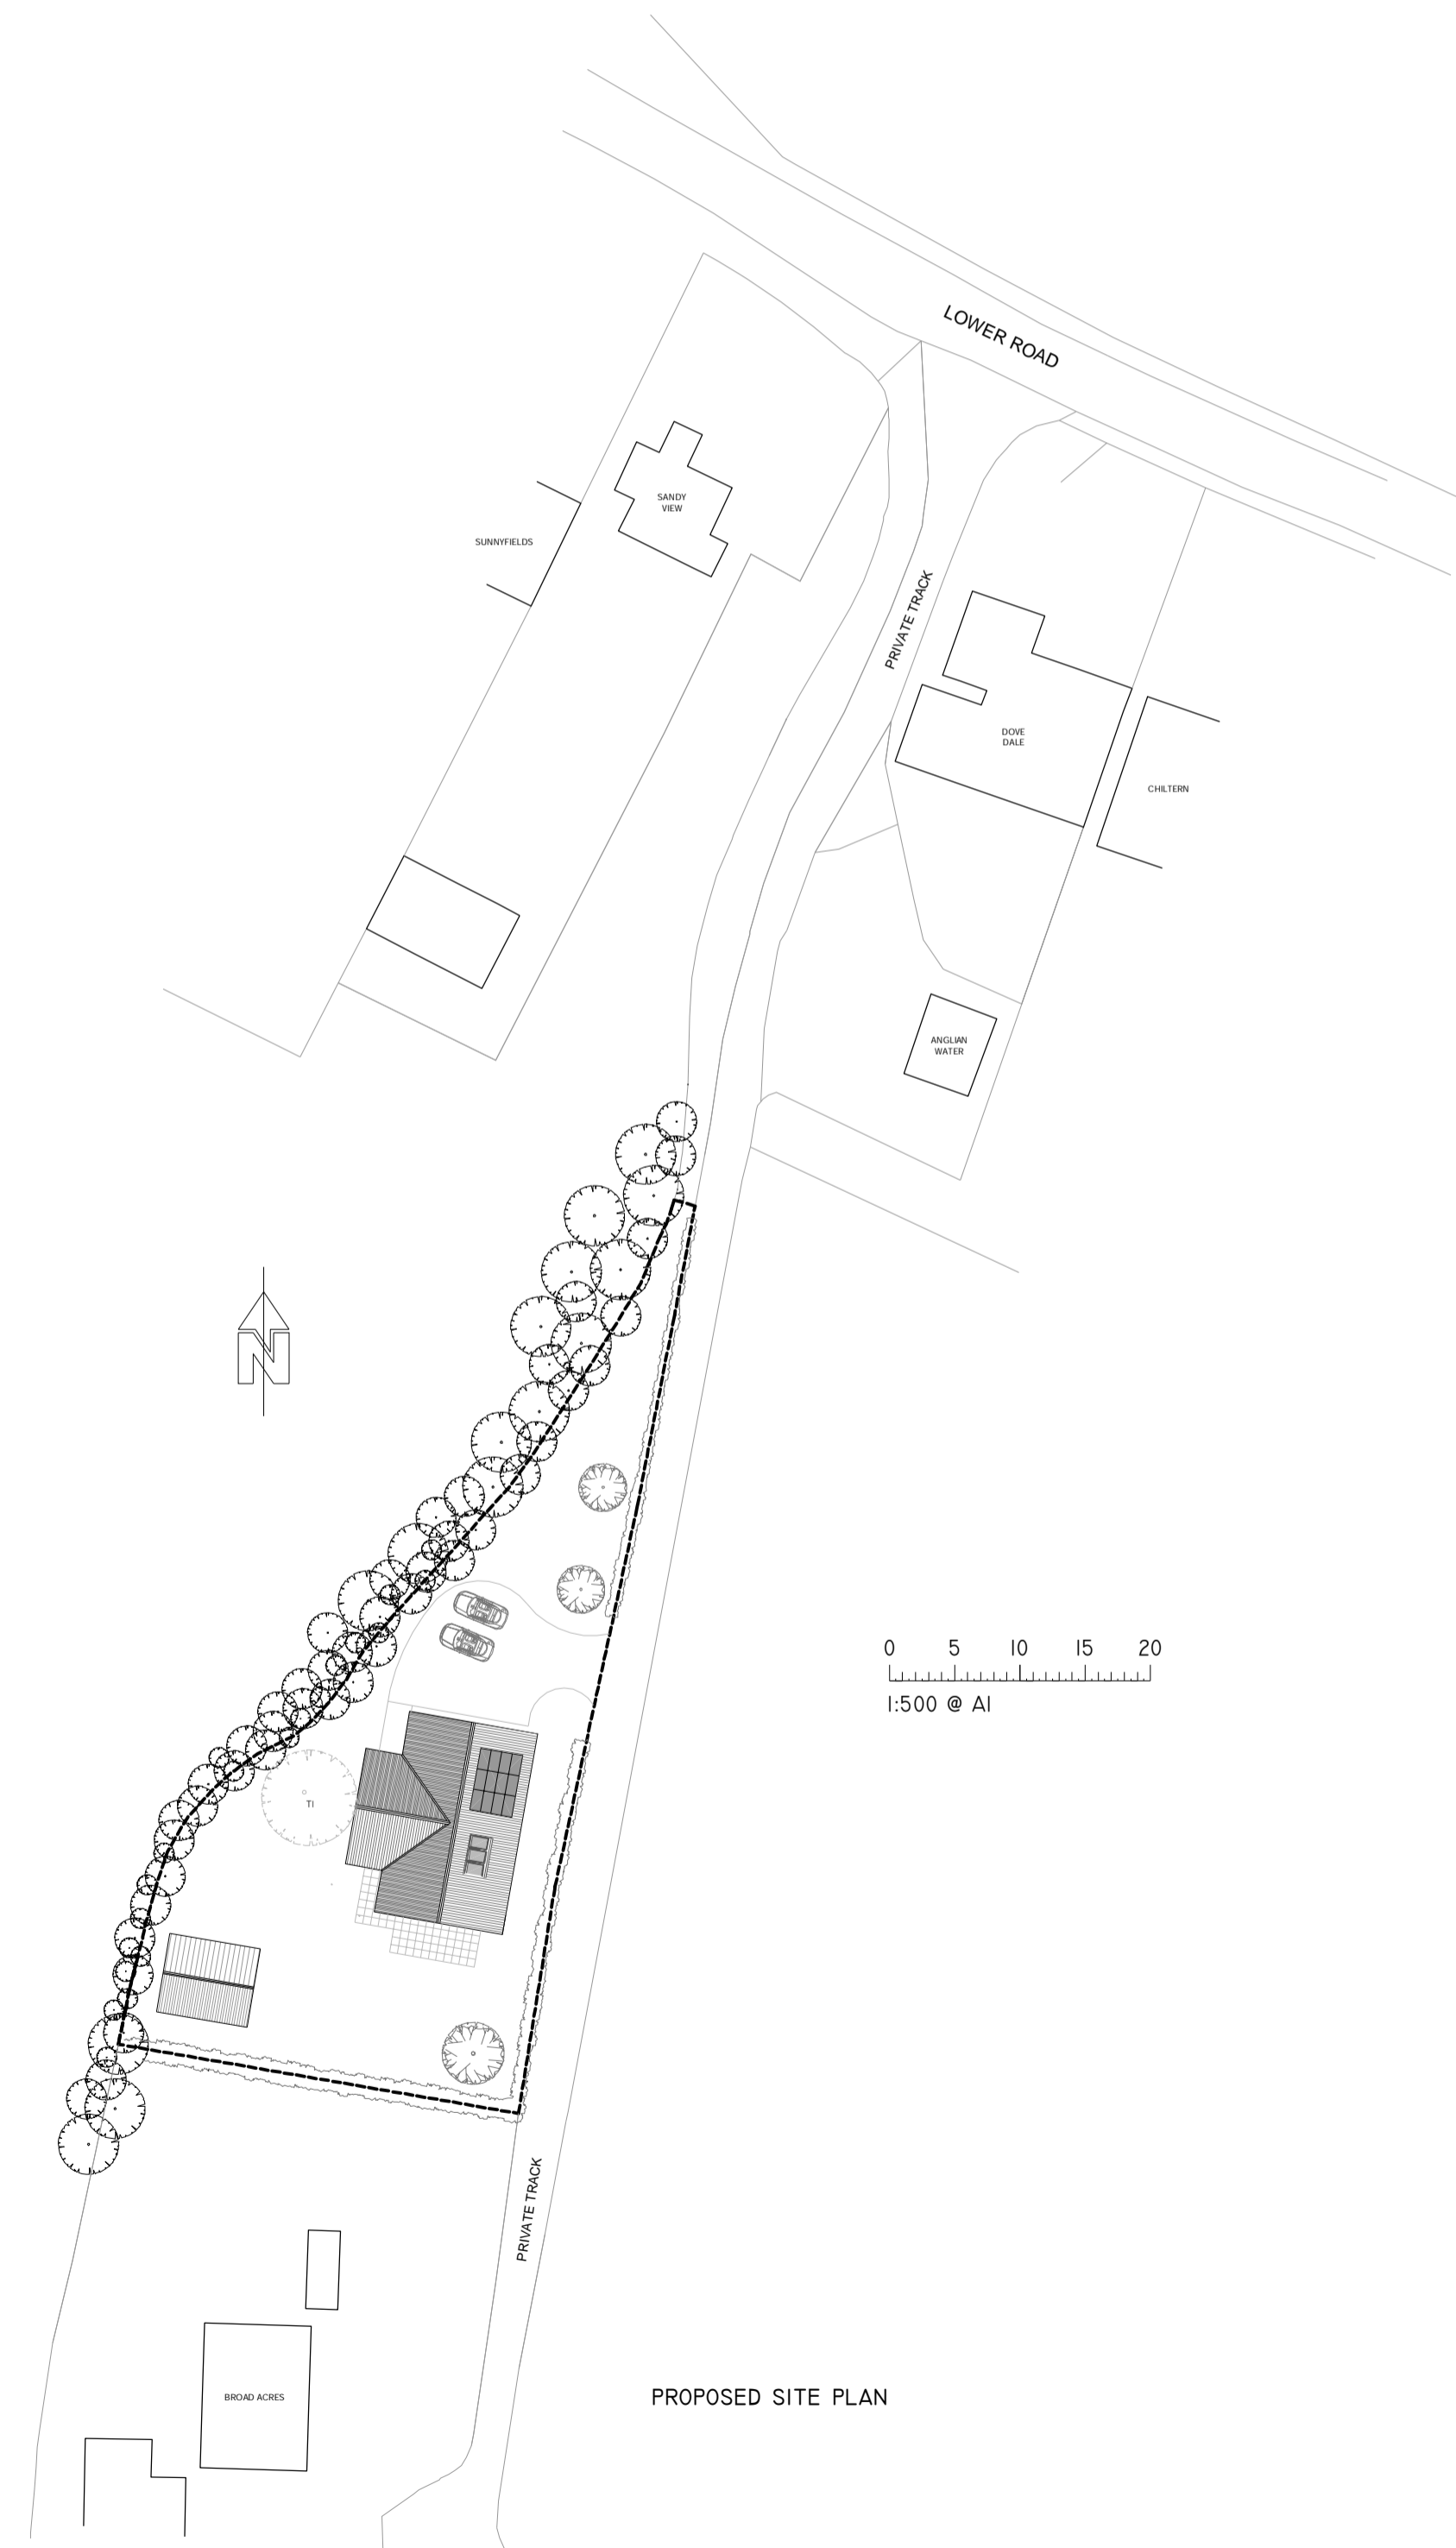 LOWER ROAD
SANDY
VIEW
SUNNYFIELDS
PRIVATE TRACK
DOVE
DALE
CHILTERN
ANGLIAN
WATER
N
0 5 10 15 20
1:500 @ A1
T1
PRIVATE TRACK
BROAD ACRES
PROPOSED SITE PLAN